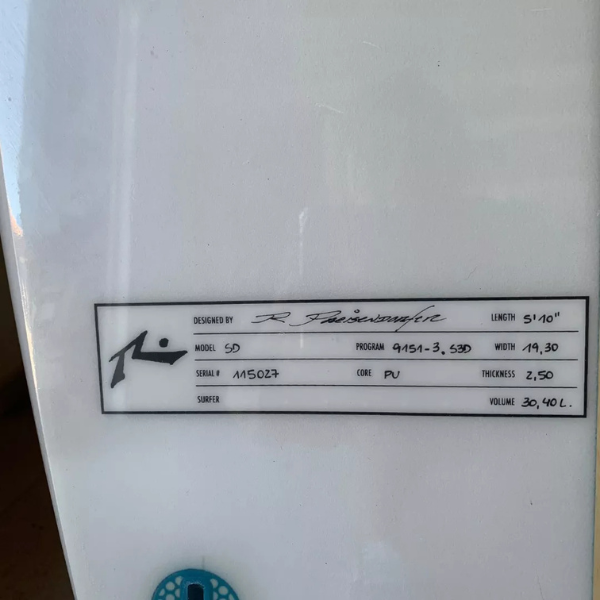 DESIGNED BY R. Preisendorfer LENGTH 5'10"
MODEL SD PROGRAM 9151-3.S3D WIDTH 19,30
SERIAL # 115027 CORE PU THICKNESS 2,50
SURFER VOLUME 30,40 L.